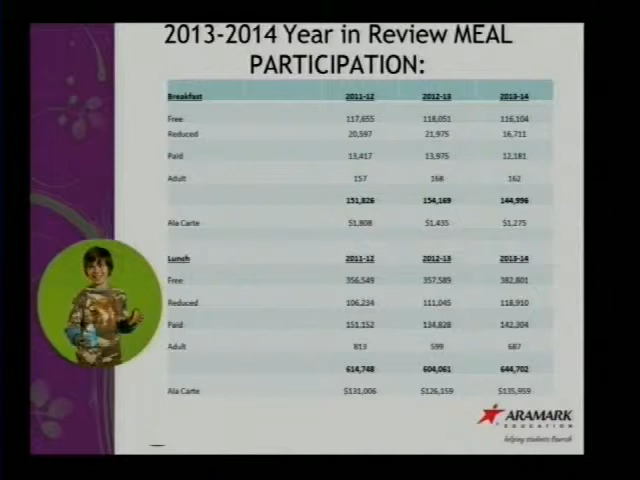 2013-2014 Year in Review MEAL
PARTICIPATION:
Breakfast 2011-12 2012-13 2013-14
Free 117,655 118,051 116,104
Reduced 20,597 21,975 16,711
Paid 13,417 13,975 12,181
Adult 157 168 162
151,826 154,169 144,996
Ala Carte $1,808 $1,435 $1,275
Lunch 2011-12 2012-13 2013-14
Free 356,549 357,589 382,801
Reduced 106,234 111,045 118,910
Paid 151,152 134,828 142,304
Adult 813 599 687
614,748 604,061 644,702
Ala Carte $131,006 $126,159 $135,959
ARAMARK
EDUCATION
helping students flourish